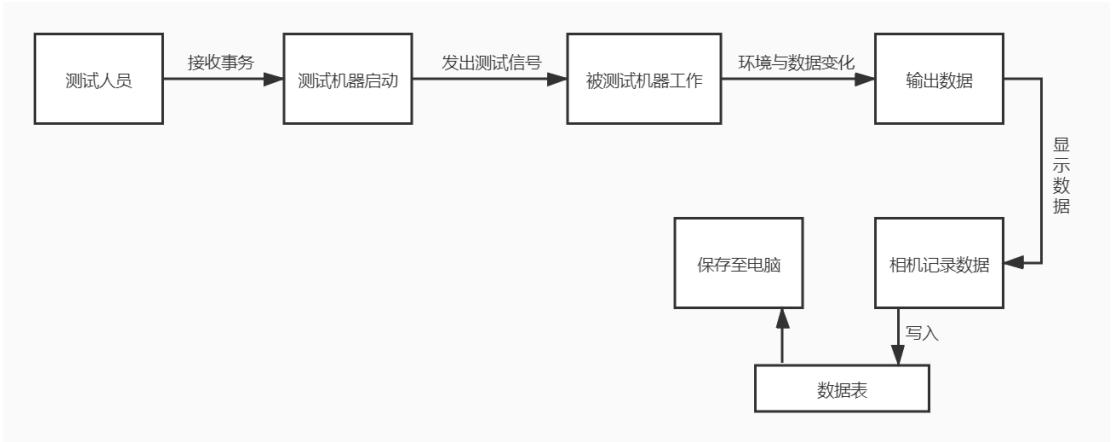 测试人员
接收事务
测试机器启动
发出测试信号
被测试机器工作
环境与数据变化
输出数据
显示数据
相机记录数据
保存至电脑
写入
数据表